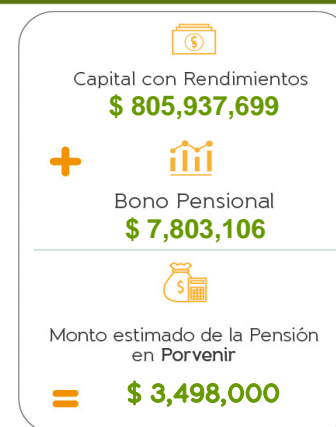 Capital con Rendimientos
$ 805,937,699
+
Bono Pensional
$ 7,803,106
Monto estimado de la Pensión
en Porvenir
= $ 3,498,000